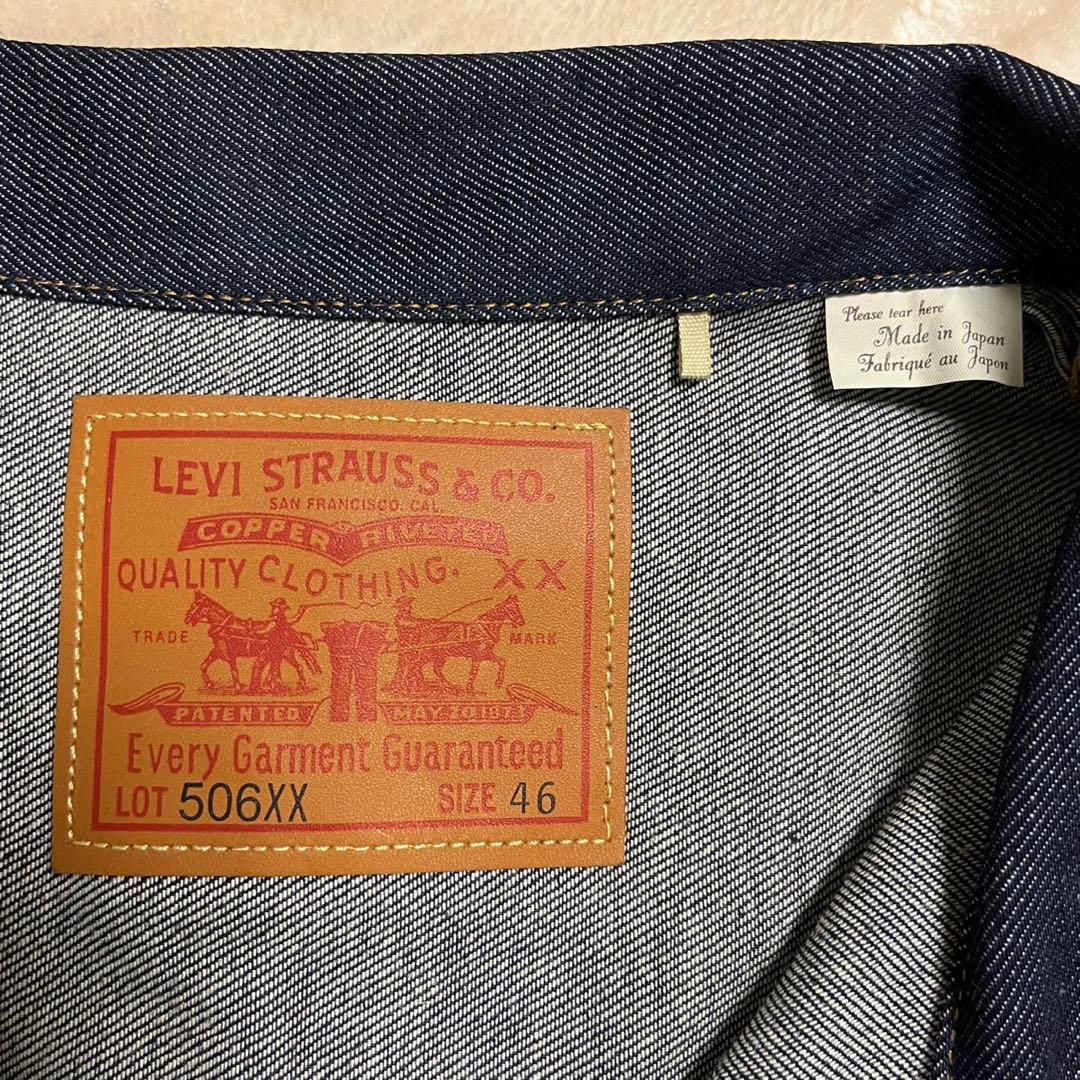 Please tear here
Made in Japan
Fabriqué au Japon
LEVI STRAUSS & CO.
SAN FRANCISCO, CAL.
COPPER RIVETED
QUALITY CLOTHING. XX
TRADE MARK
PATENTED MAY 20 1873
Every Garment Guaranteed
LOT 506XX SIZE 46